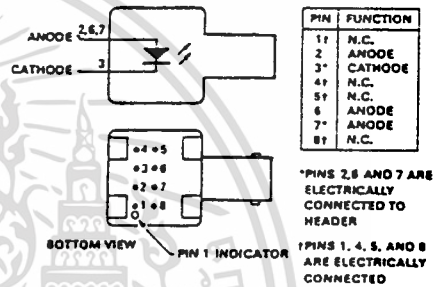 ANODE 2,6,7
CATHODE 3
4 5
3 6
2 7
1 8
BOTTOM VIEW
PIN 1 INDICATOR
PIN FUNCTION
1† N.C.
2 ANODE
3* CATHODE
4† N.C.
5† N.C.
6 ANODE
7* ANODE
8† N.C.
*PINS 2,6 AND 7 ARE
ELECTRICALLY
CONNECTED TO
HEADER
†PINS 1, 4, 5, AND 8
ARE ELECTRICALLY
CONNECTED